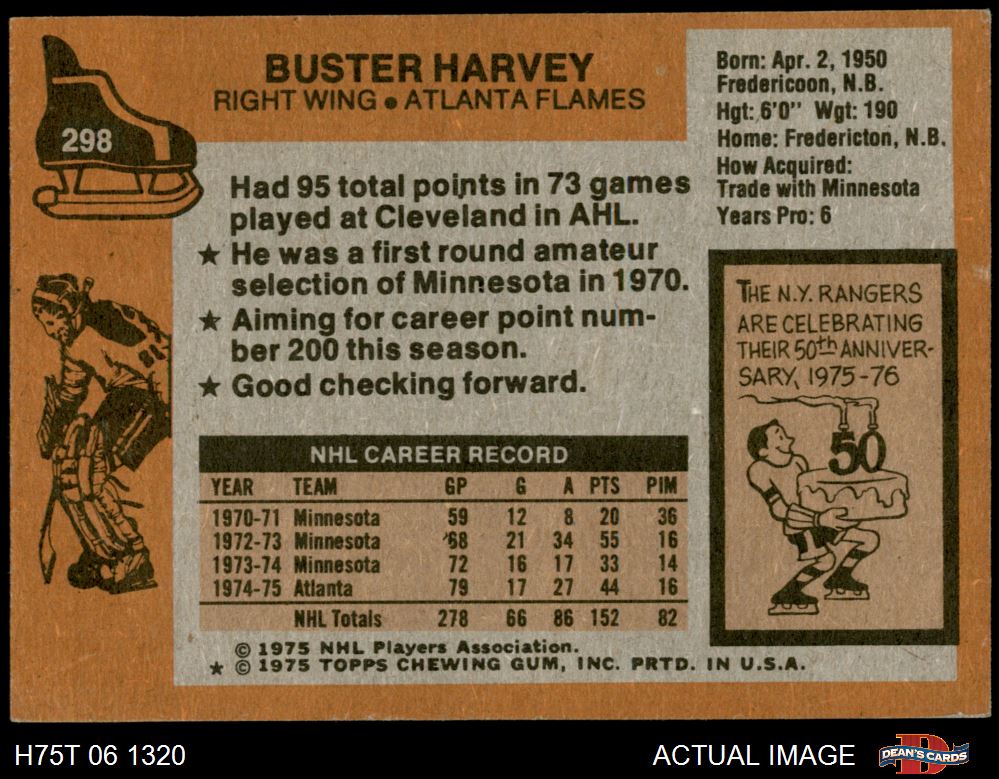 298
BUSTER HARVEY
RIGHT WING ● ATLANTA FLAMES
Born: Apr. 2, 1950
Fredericoon, N.B.
Hgt: 6'0" Wgt: 190
Home: Fredericton, N.B.
How Acquired:
Trade with Minnesota
Years Pro: 6
Had 95 total points in 73 games
played at Cleveland in AHL.
★ He was a first round amateur
selection of Minnesota in 1970.
★ Aiming for career point num-
ber 200 this season.
★ Good checking forward.
THE N.Y. RANGERS
ARE CELEBRATING
THEIR 50th ANNIVER-
SARY, 1975-76
50
NHL CAREER RECORD
YEAR TEAM GP G A PTS PIM
1970-71 Minnesota 59 12 8 20 36
1972-73 Minnesota 68 21 34 55 16
1973-74 Minnesota 72 16 17 33 14
1974-75 Atlanta 79 17 27 44 16
NHL Totals 278 66 86 152 82
© 1975 NHL Players Association.
★ © 1975 TOPPS CHEWING GUM, INC. PRTD. IN U.S.A.
81
H75T 06 1320
ACTUAL IMAGE
D
DEAN'S CARDS